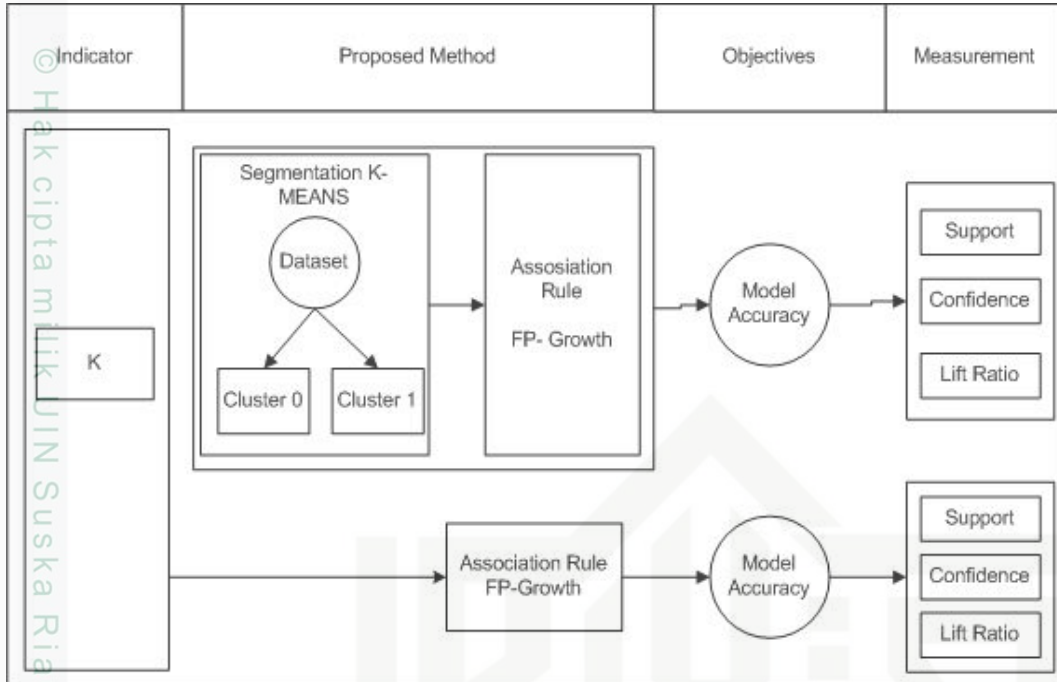 Indicator
Proposed Method
Objectives
Measurement
© Hak cipta milik UIN Suska Ria
K
Segmentation K-
MEANS
Dataset
Cluster 0
Cluster 1
Assosiation
Rule
FP- Growth
Model
Accuracy
Support
Confidence
Lift Ratio
Association Rule
FP-Growth
Model
Accuracy
Support
Confidence
Lift Ratio